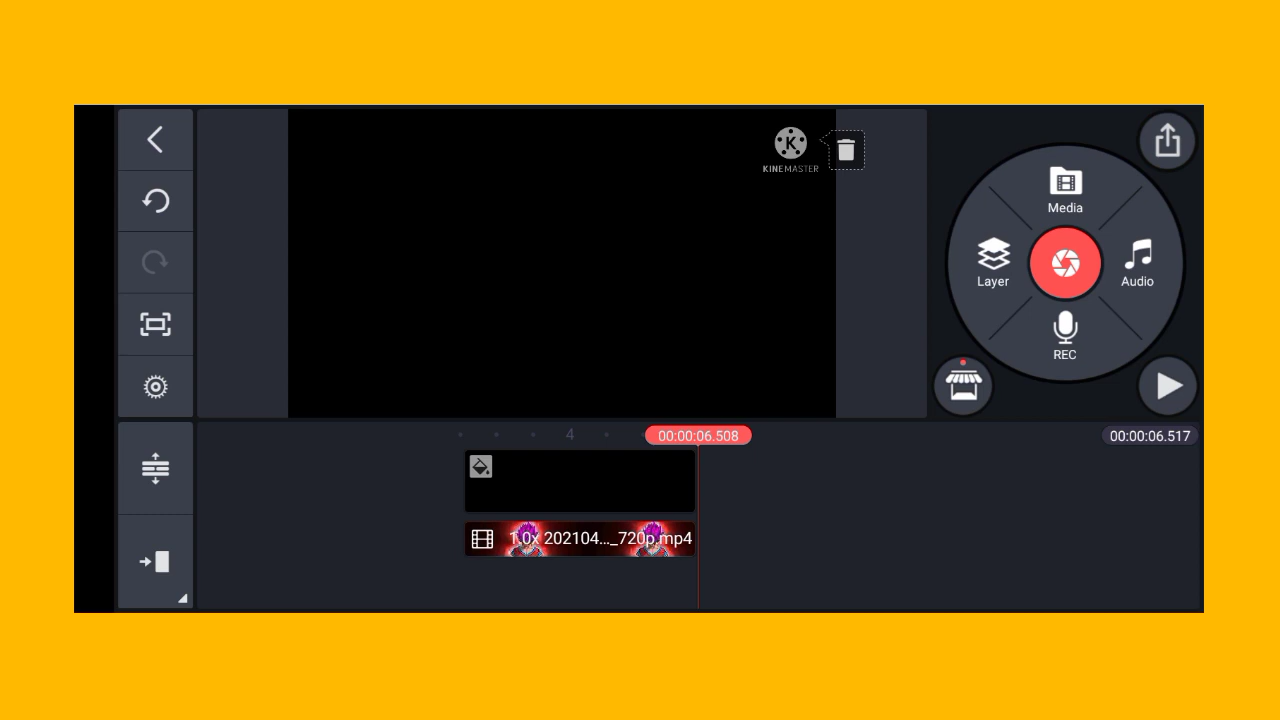 K
KINEMASTER
Media
Layer
Audio
REC
4
00:00:06.508
00:00:06.517
1.0x 202104..._720p.mp4